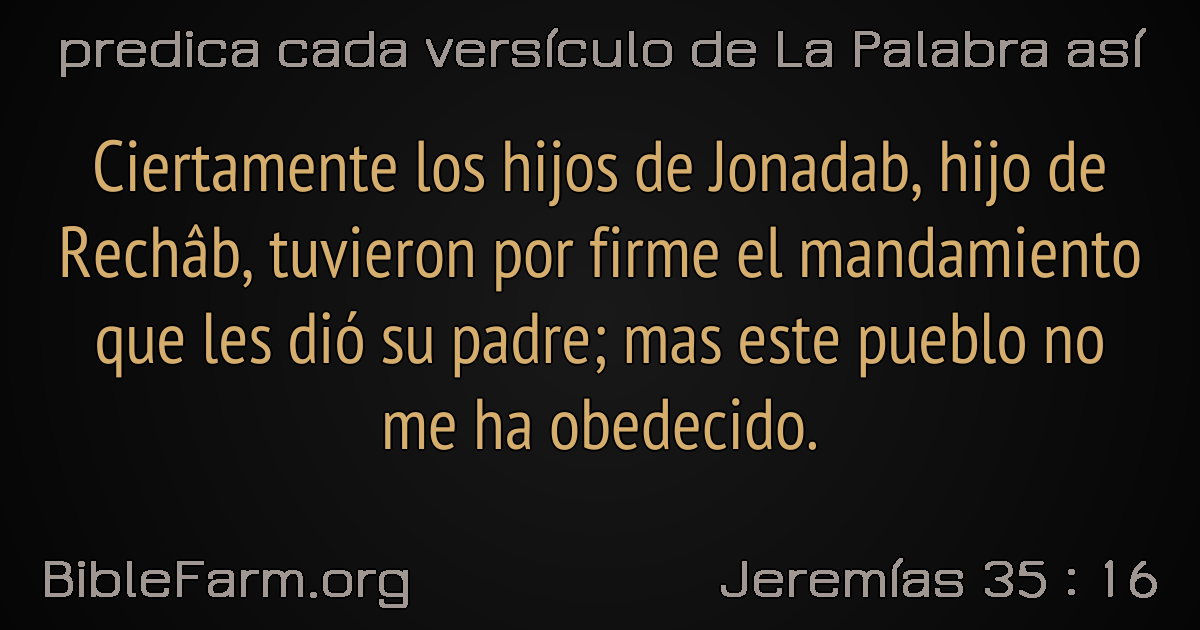 predica cada versículo de La Palabra así
Ciertamente los hijos de Jonadab, hijo de
Rechâb, tuvieron por firme el mandamiento
que les dió su padre; mas este pueblo no
me ha obedecido.
BibleFarm.org
Jeremías 35 : 16